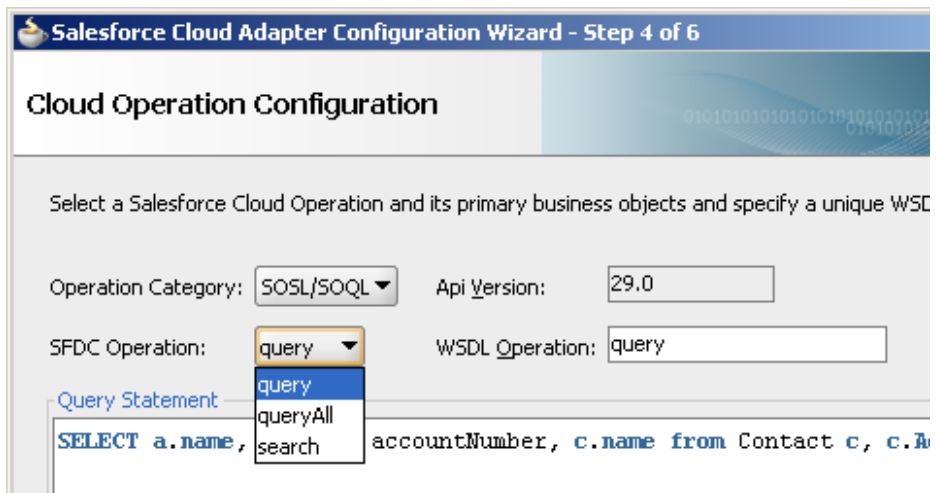 Salesforce Cloud Adapter Configuration Wizard - Step 4 of 6
Cloud Operation Configuration
Select a Salesforce Cloud Operation and its primary business objects and specify a unique
Operation Category: SOSL/SOQL Api Version: 29.0
SFDC Operation: query WSDL Operation: query
query
Query Statement
queryAll
SELECT a.name, accountNumber, c.name from Contact c,
search